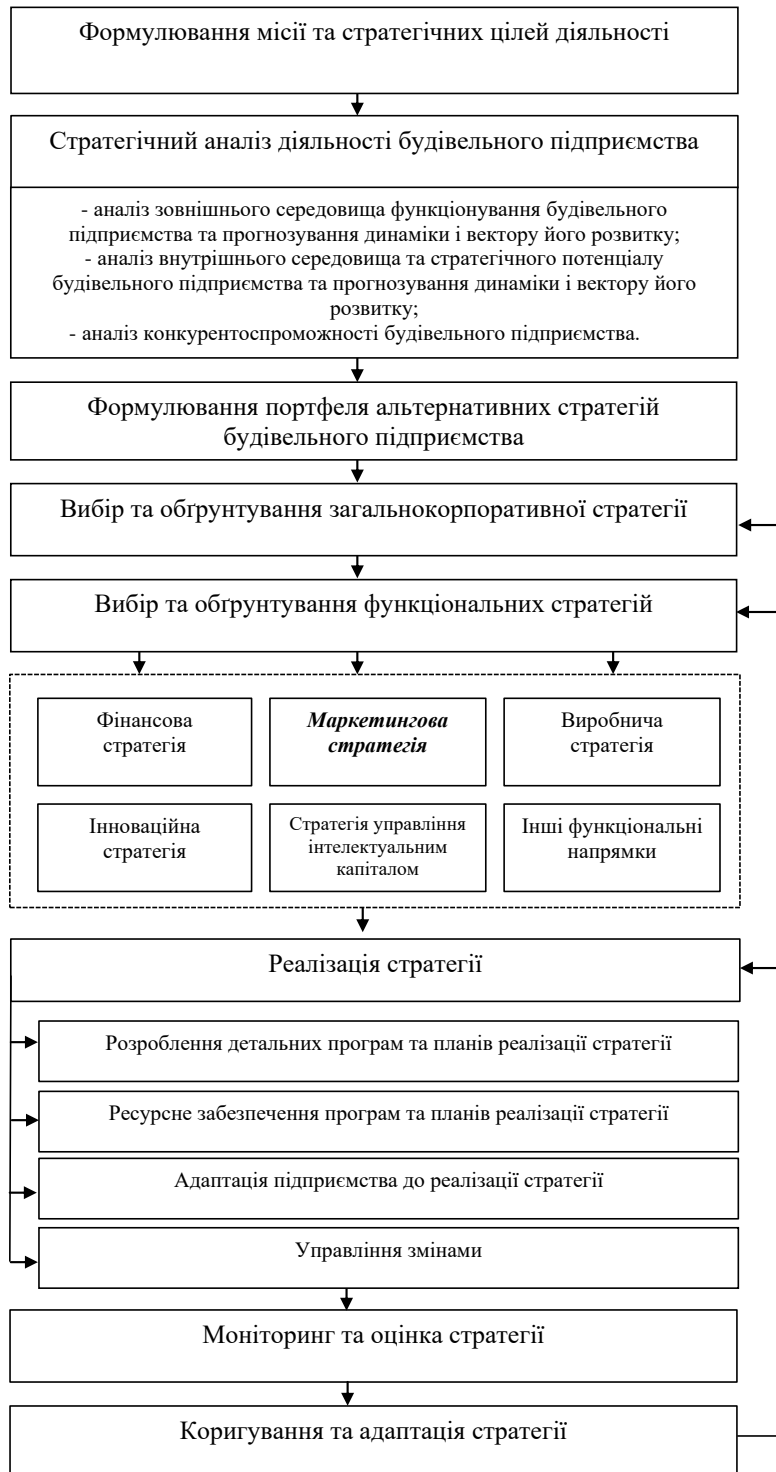 Формулювання місії та стратегічних цілей діяльності
Стратегічний аналіз діяльності будівельного підприємства
- аналіз зовнішнього середовища функціонування будівельного
підприємства та прогнозування динаміки і вектору його розвитку;
- аналіз внутрішнього середовища та стратегічного потенціалу
будівельного підприємства та прогнозування динаміки і вектору його
розвитку;
- аналіз конкурентоспроможності будівельного підприємства.
Формулювання портфеля альтернативних стратегій
будівельного підприємства
Вибір та обґрунтування загальнокорпоративної стратегії
Вибір та обґрунтування функціональних стратегій
Фінансова
стратегія
Маркетингова
стратегія
Виробнича
стратегія
Інноваційна
стратегія
Стратегія управління
інтелектуальним
капіталом
Інші функціональні
напрямки
Реалізація стратегії
Розроблення детальних програм та планів реалізації стратегії
Ресурсне забезпечення програм та планів реалізації стратегії
Адаптація підприємства до реалізації стратегії
Управління змінами
Моніторинг та оцінка стратегії
Коригування та адаптація стратегії